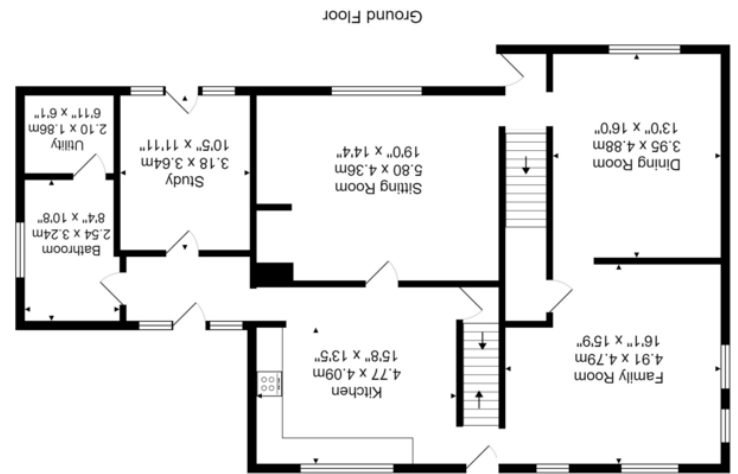 Kitchen
4.77 x 4.09m
15'8" x 13'5"
Family Room
4.91 x 4.79m
16'1" x 15'9"
Bathroom
2.54 x 3.24m
8'4" x 10'8"
Sitting Room
5.80 x 4.36m
19'0" x 14'4"
Study
3.18 x 3.64m
10'5" x 11'11"
Dining Room
3.95 x 4.88m
13'0" x 16'0"
Utility
2.10 x 1.86m
6'11" x 6'1"
Ground Floor